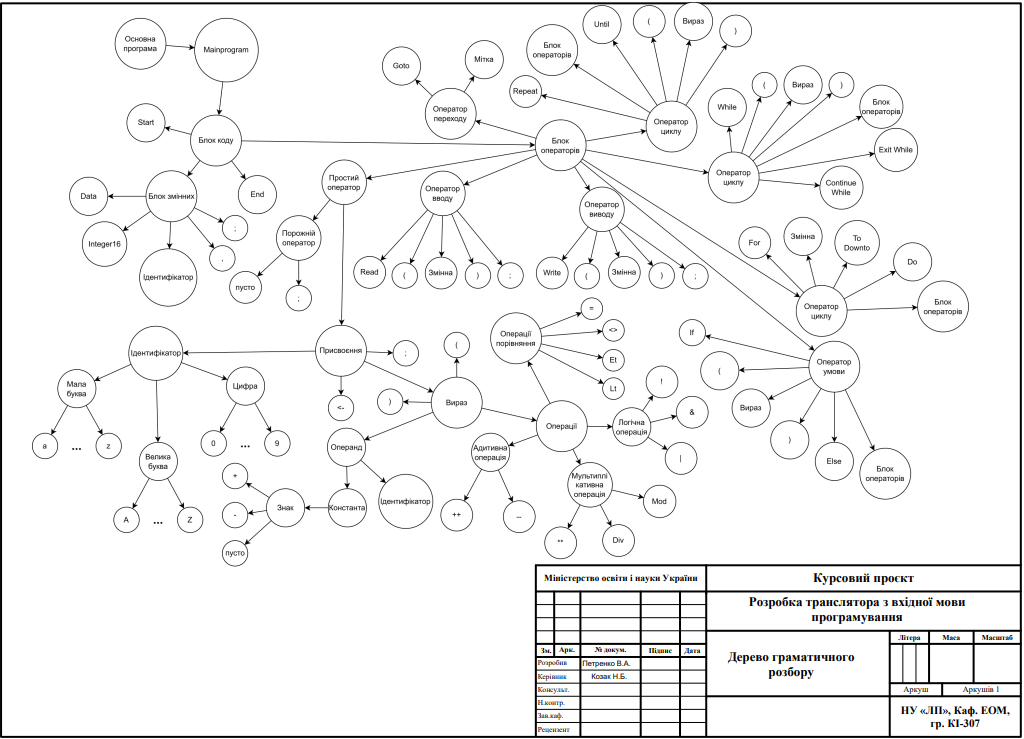 Основна
програма
Mainprogram
Start
Блок коду
Data
Блок змінних
End
Integer16
;
,
Ідентифікатор
Goto
Мітка
Оператор
переходу
Repeat
Блок
операторів
Until
(
Вираз
)
Оператор
циклу
Блок
операторів
While
(
Вираз
)
Блок
операторів
Exit While
Continue
While
Оператор
циклу
Простий
оператор
Порожній
оператор
пусто
;
Оператор
вводу
Read
(
Змінна
)
;
Оператор
виводу
Write
(
Змінна
)
;
For
Змінна
To
Downto
Do
Оператор
циклу
Блок
операторів
Ідентифікатор
Присвоєння
;
<-
Мала
буква
a
...
z
Цифра
0
...
9
Велика
буква
A
...
Z
(
)
Вираз
Операнд
Константа
Ідентифікатор
Знак
+
-
пусто
Операції
порівняння
=
<>
Et
Lt
Операції
Логічна
операція
!
&
|
Адитивна
операція
++
--
Мультиплі
кативна
операція
Mod
**
Div
Оператор
умови
If
(
Вираз
)
Else
Блок
операторів
Міністерство освіти і науки України
Курсовий проєкт
Розробка транслятора з вхідної мови
програмування
Зм.
Арк.
№ докум.
Підпис
Дата
Розробив
Петренко В.А.
Керівник
Козак Н.Б.
Консульт.
Н.контр.
Зав.каф.
Рецензент
Дерево граматичного
розбору
Літера
Маса
Масштаб
Аркуш
Аркушів 1
НУ «ЛП», Каф. ЕОМ,
гр. КІ-307